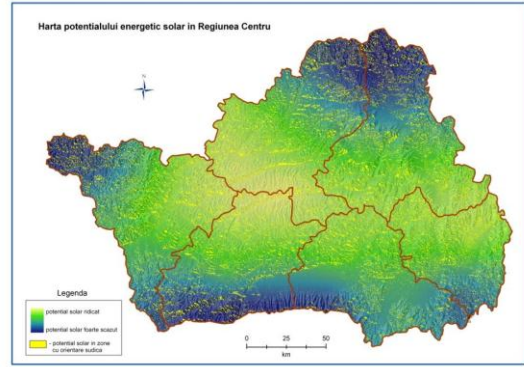 Harta potentialului energetic solar in Regiunea Centru
N
Legenda
potential solar ridicat
potential solar foarte scazut
- potential solar in zone
cu orientare sudica
0 25 50
km